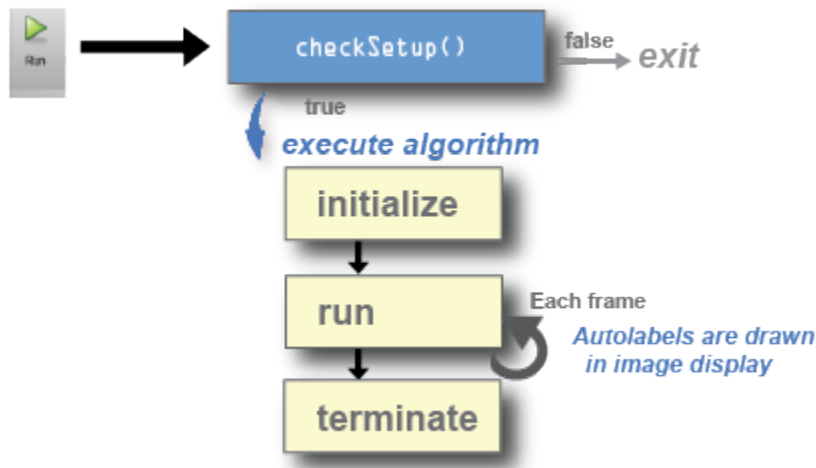 Run
checkSetup()
false
exit
true
execute algorithm
initialize
run
Each frame
Autolabels are drawn
in image display
terminate